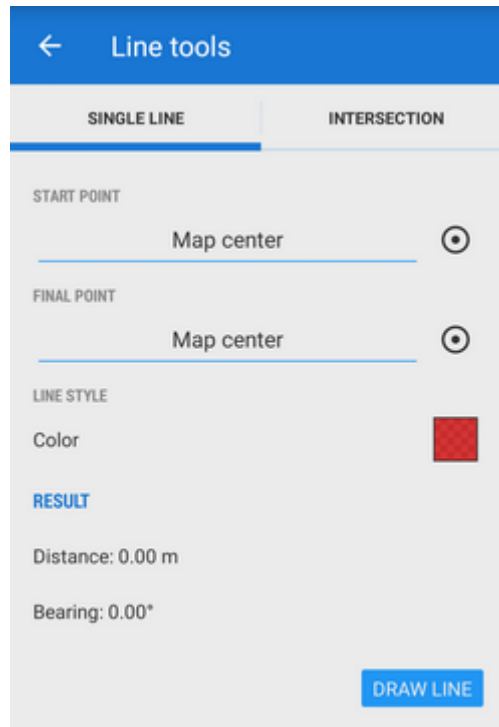 Line tools
SINGLE LINE
INTERSECTION
START POINT
Map center
FINAL POINT
Map center
LINE STYLE
Color
RESULT
Distance: 0.00 m
Bearing: 0.00°
DRAW LINE